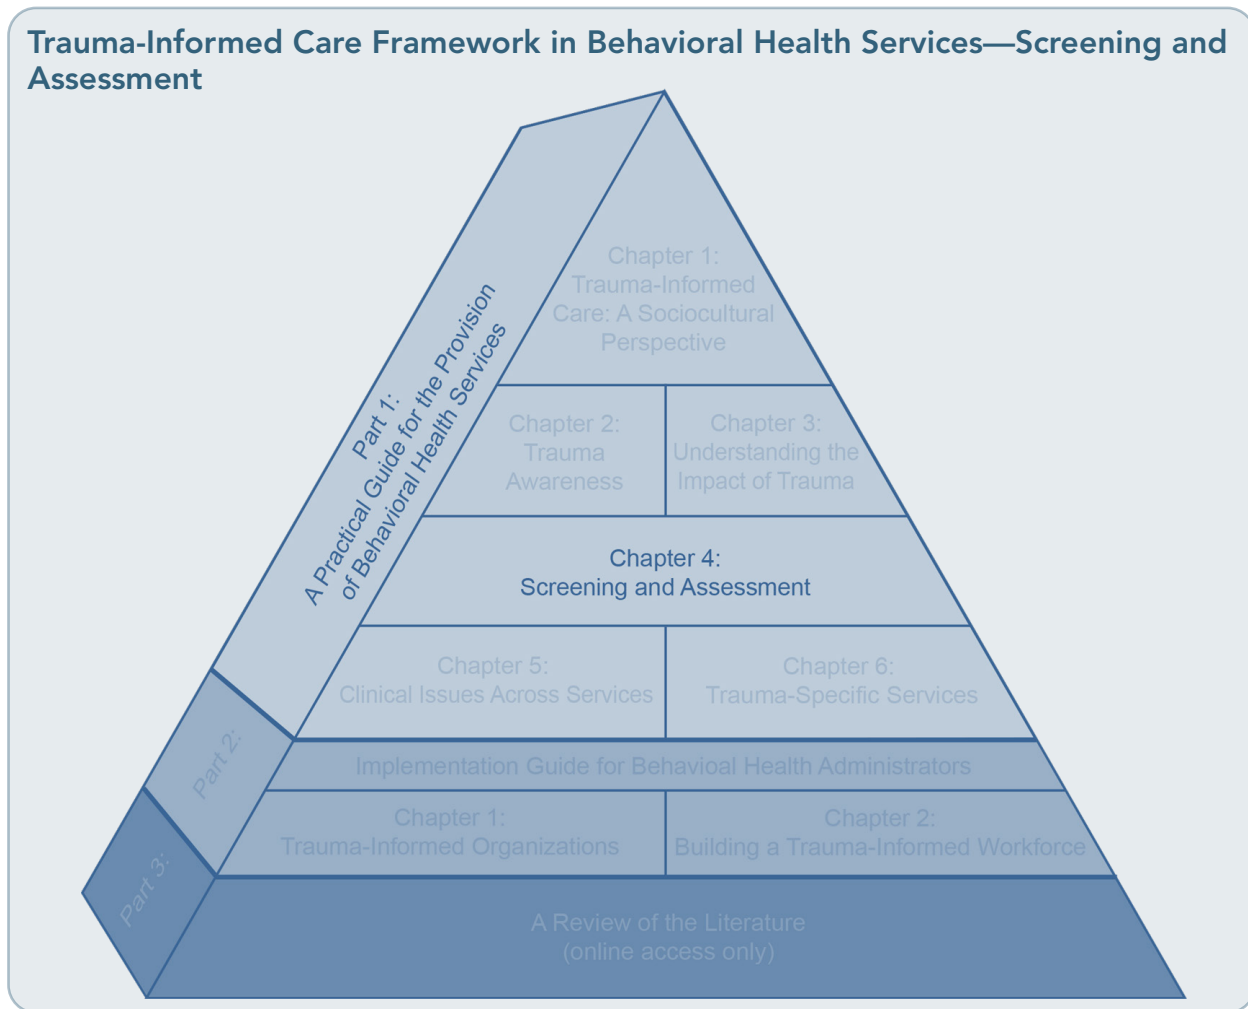 Trauma-Informed Care Framework in Behavioral Health Services—Screening and
Assessment
Chapter 1:
Trauma-Informed
Care: A Sociocultural
Perspective
Part 1:
A Practical Guide for the Provision
of Behavioral Health Services
Chapter 2:
Trauma
Awareness
Chapter 3:
Understanding the
Impact of Trauma
Chapter 4:
Screening and Assessment
Chapter 5:
Clinical Issues Across Services
Chapter 6:
Trauma-Specific Services
Part 2:
Implementation Guide for Behavioal Health Administrators
Chapter 1:
Trauma-Informed Organizations
Chapter 2:
Building a Trauma-Informed Workforce
Part 3:
A Review of the Literature
(online access only)